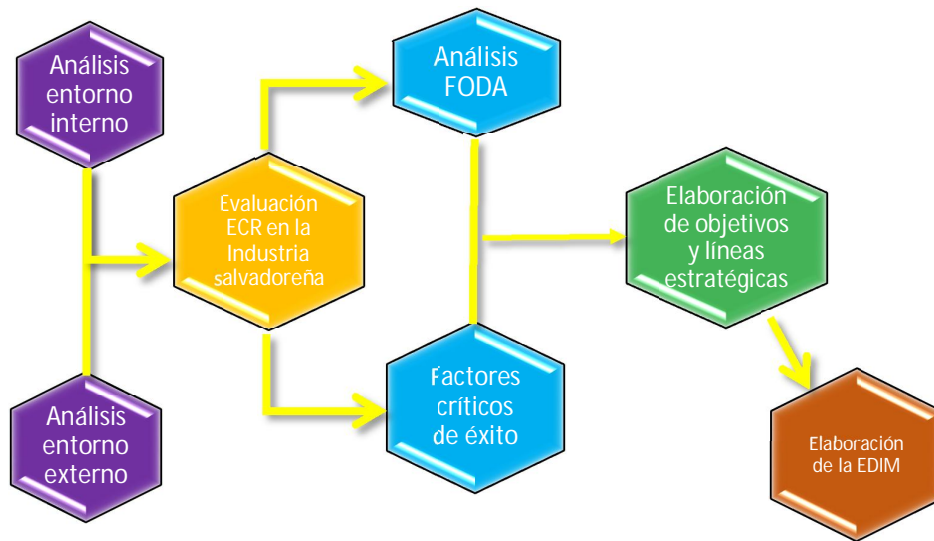 Análisis
entorno
interno
Análisis
entorno
externo
Evaluación
ECR en la
Industria
salvadoreña
Análisis
FODA
Factores
críticos
de éxito
Elaboración
de objetivos
y líneas
estratégicas
Elaboración
de la EDIM